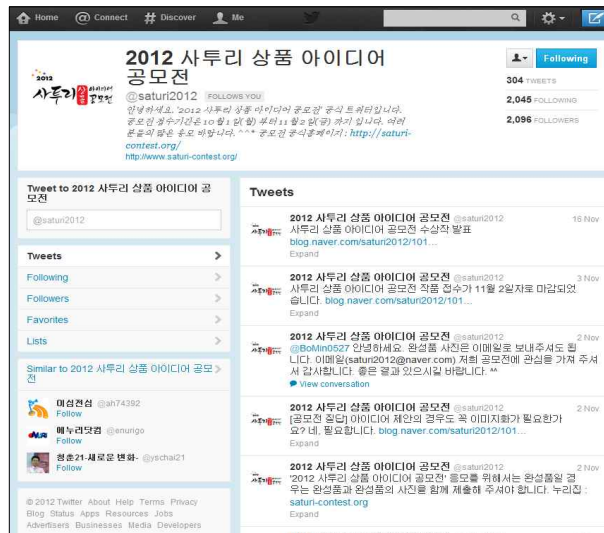 Home @ Connect # Discover Me
2012 사투리 상품 아이디어
공모전
@saturi2012 FOLLOWS YOU
안녕하세요. '2012 사투리 상품 아이디어 공모전' 공식 트위터입니다.
공모전 접수기간은 10월 1일(월) 부터 11월 2일(금) 까지 입니다. 여러
분들의 많은 응모 바랍니다. ^^* 공모전 공식홈페이지 : http://saturi-
contest.org/
http://www.saturi-contest.org/
Following
304 TWEETS
2,045 FOLLOWING
2,096 FOLLOWERS
2012
사투리 상품 아이디어 공모전
Tweet to 2012 사투리 상품 아이디어 공
모전
@saturi2012
Tweets
Following
Followers
Favorites
Lists
Similar to 2012 사투리 상품 아이디어 공모
전
미섬전심 @ah74392
Follow
에누리닷컴 @enurigo
Follow
청춘21-새로운 변화- @yschai21
Follow
© 2012 Twitter About Help Terms Privacy
Blog Status Apps Resources Jobs
Advertisers Businesses Media Developers
Tweets
2012 사투리 상품 아이디어 공모전 @saturi2012 16 Nov
사투리 상품 아이디어 공모전 수상작 발표
blog.naver.com/saturi2012/101…
Expand
2012 사투리 상품 아이디어 공모전 @saturi2012 3 Nov
사투리 상품 아이디어 공모전 작품 접수가 11월 2일자로 마감되었
습니다. blog.naver.com/saturi2012/101…
Expand
2012 사투리 상품 아이디어 공모전 @saturi2012 2 Nov
@BoMin0527 안녕하세요. 완성품 사진은 이메일로 보내주셔도 됩
니다. 이메일(saturi2012@naver.com) 저희 공모전에 관심을 가져 주셔
서 감사합니다. 좋은 결과 있으시길 바랍니다. ^^
View conversation
2012 사투리 상품 아이디어 공모전 @saturi2012 2 Nov
[공모전 질답] 아이디어 제안의 경우도 꼭 이미지화가 필요한가
요? 네, 필요합니다. blog.naver.com/saturi2012/101…
Expand
2012 사투리 상품 아이디어 공모전 @saturi2012 2 Nov
'2012 사투리 상품 아이디어 공모전' 응모를 위해서는 완성품일 경
우는 완성품과 완성품의 사진을 함께 제출해 주셔야 합니다. 누리집 :
saturi-contest.org
Expand